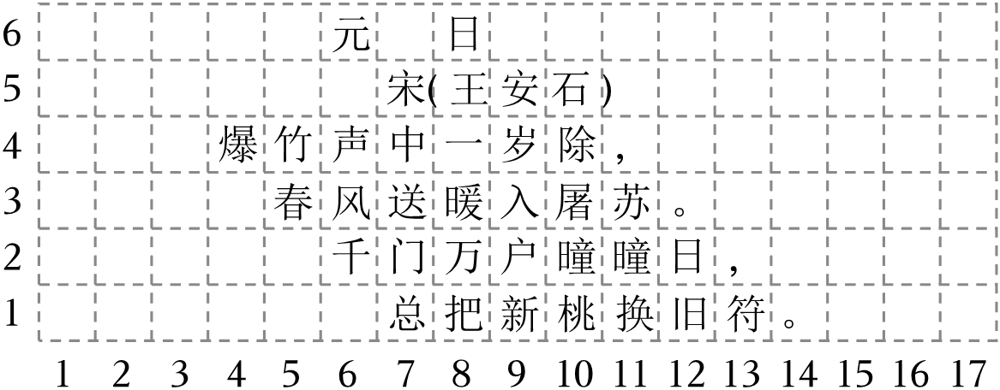 6 元 日
5 宋(王安石)
4 爆竹声中一岁除，
3 春风送暖入屠苏。
2 千门万户瞳瞳日，
1 总把新桃换旧符。
1 2 3 4 5 6 7 8 9 10 11 12 13 14 15 16 17